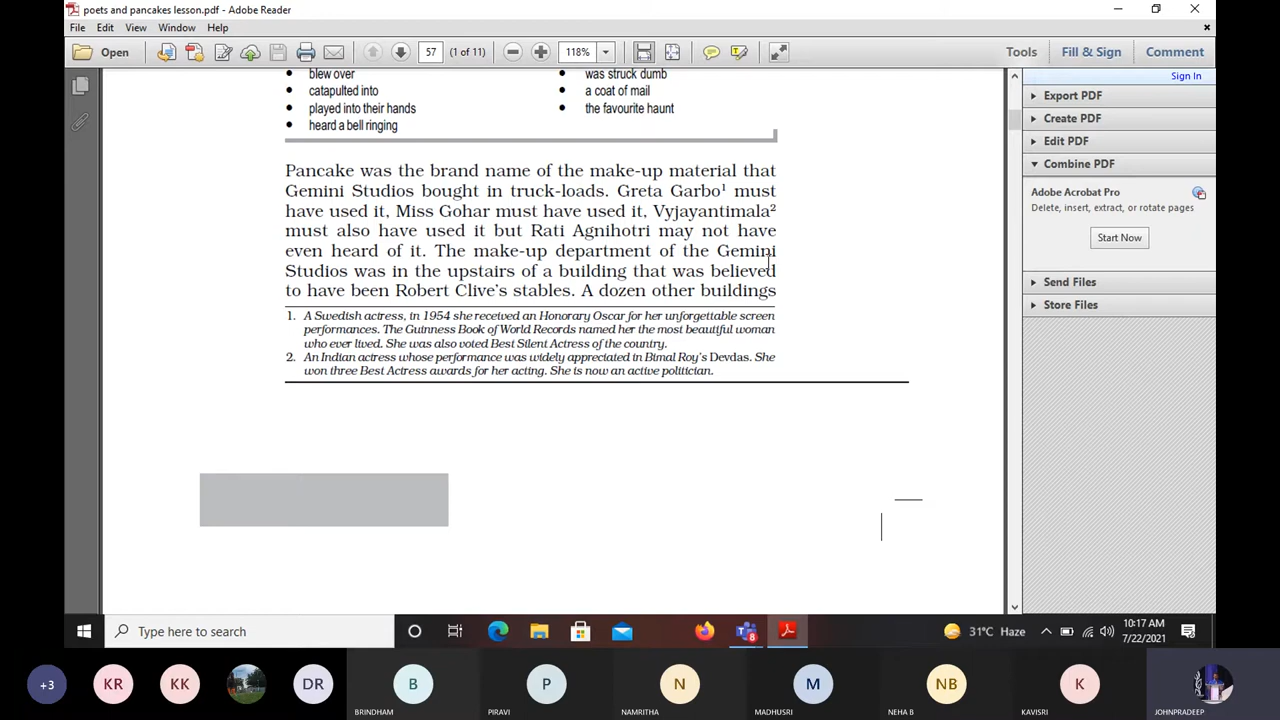 poets and pancakes lesson.pdf - Adobe Reader
File Edit View Window Help
Open 57 (1 of 11) 118% Tools Fill & Sign Comment
Sign In
• blew over
• catapulted into
• played into their hands
• heard a bell ringing
• was struck dumb
• a coat of mail
• the favourite haunt
Pancake was the brand name of the make-up material that
Gemini Studios bought in truck-loads. Greta Garbo¹ must
have used it, Miss Gohar must have used it, Vyjayantimala²
must also have used it but Rati Agnihotri may not have
even heard of it. The make-up department of the Gemini
Studios was in the upstairs of a building that was believed
to have been Robert Clive's stables. A dozen other buildings
1. A Swedish actress, in 1954 she received an Honorary Oscar for her unforgettable screen
performances. The Guinness Book of World Records named her the most beautiful woman
who ever lived. She was also voted Best Silent Actress of the country.
2. An Indian actress whose performance was widely appreciated in Bimal Roy's Devdas. She
won three Best Actress awards for her acting. She is now an active politician.
Export PDF
Create PDF
Edit PDF
Combine PDF
Adobe Acrobat Pro
Delete, insert, extract, or rotate pages
Start Now
Send Files
Store Files
Type here to search
8
31°C Haze
10:17 AM
7/22/2021
+3 KR KK DR B P N M NB K
BRINDHAM PIRAVI NAMRITHA MADHUSRI NEHA B KAVISRI JOHNPRADEEP